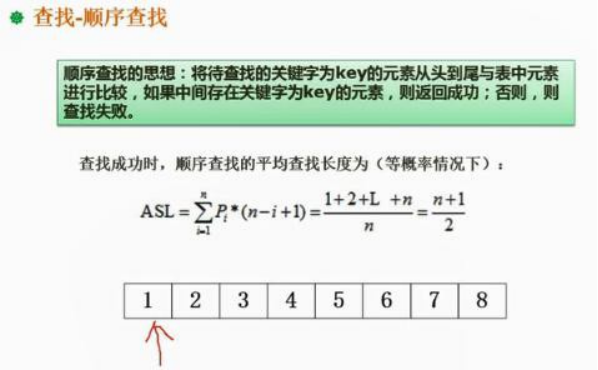 查找-顺序查找
顺序查找的思想：将待查找的关键字为key的元素从头到尾与表中元素
进行比较，如果中间存在关键字为key的元素，则返回成功；否则，则
查找失败。
查找成功时，顺序查找的平均查找长度为（等概率情况下）：
ASL = \sum_{i=1}^{n} P_i * (n-i+1) = \frac{1+2+L +n}{n} = \frac{n+1}{2}
1 2 3 4 5 6 7 8